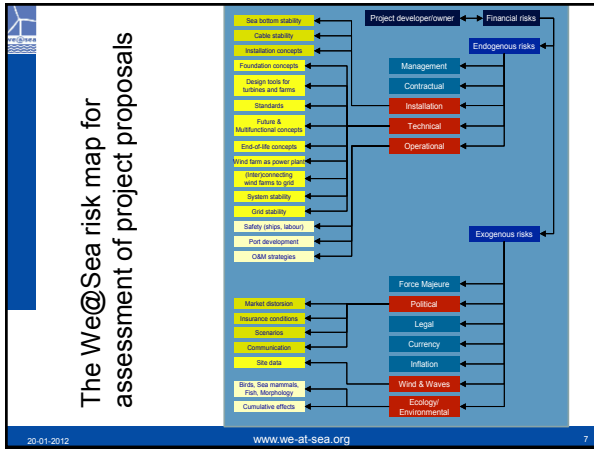 we@sea
The We@Sea risk map for
assessment of project proposals
Project developer/owner
Financial risks
Endogenous risks
Management
Contractual
Installation
Technical
Operational
Sea bottom stability
Cable stability
Installation concepts
Foundation concepts
Design tools for
turbines and farms
Standards
Future &
Multifunctional concepts
End-of-life concepts
Wind farm as power plant
(Inter)connecting
wind farms to grid
System stability
Grid stability
Safety (ships, labour)
Port development
O&M strategies
Exogenous risks
Force Majeure
Political
Legal
Currency
Inflation
Wind & Waves
Ecology/
Environmental
Market distorsion
Insurance conditions
Scenarios
Communication
Site data
Birds, Sea mammals,
Fish, Morphology
Cumulative effects
20-01-2012
www.we-at-sea.org
7